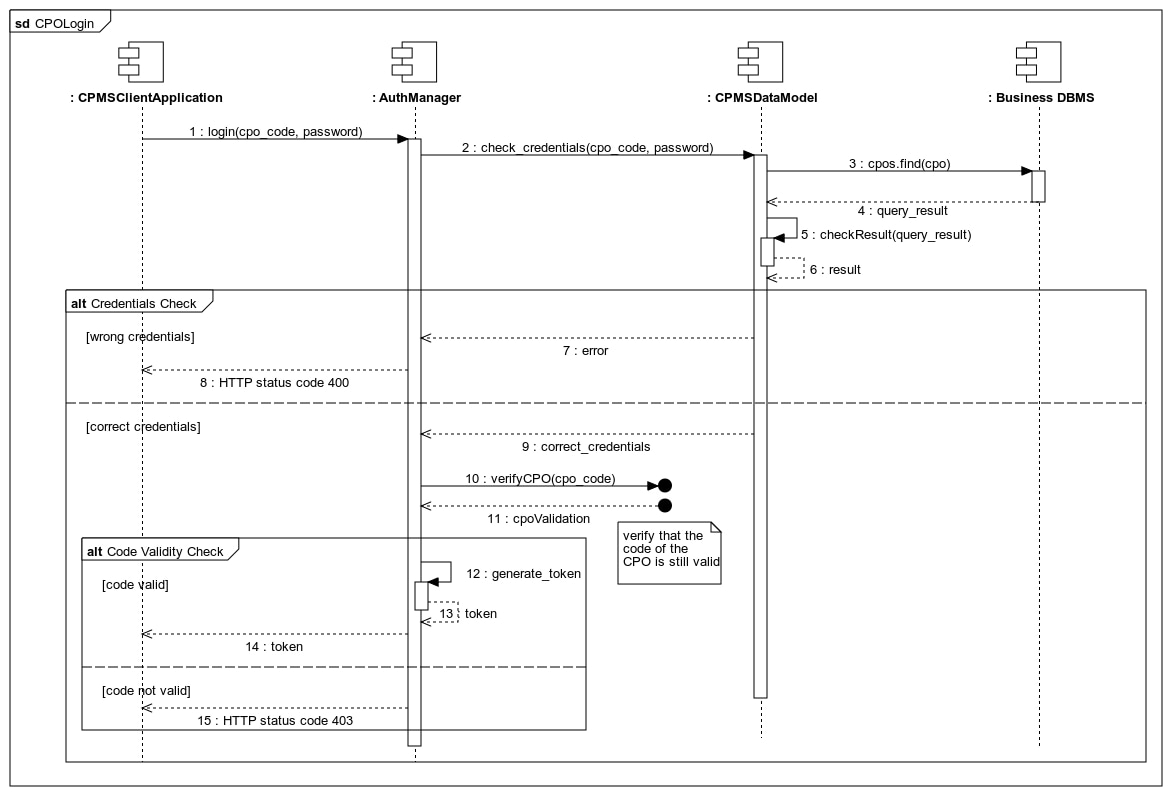 sd CPOLogin
: CPMSClientApplication
: AuthManager
: CPMSDataModel
: Business DBMS
1 : login(cpo_code, password)
2 : check_credentials(cpo_code, password)
3 : cpos.find(cpo)
4 : query_result
5 : checkResult(query_result)
6 : result
alt Credentials Check
[wrong credentials]
7 : error
8 : HTTP status code 400
[correct credentials]
9 : correct_credentials
10 : verifyCPO(cpo_code)
11 : cpoValidation
verify that the
code of the
CPO is still valid
alt Code Validity Check
12 : generate_token
[code valid]
13 : token
14 : token
[code not valid]
15 : HTTP status code 403